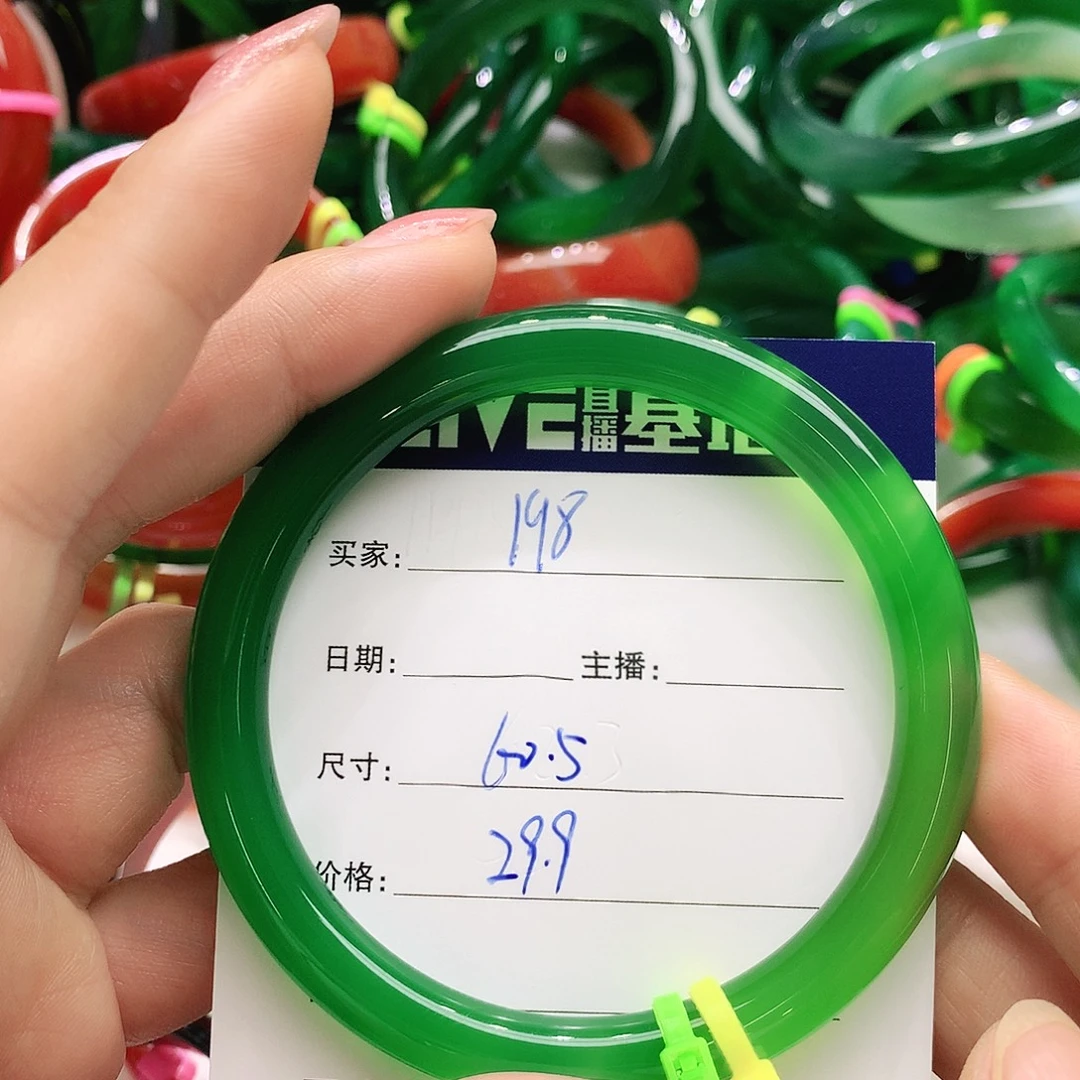 LIVE直播基地
买家: 198
日期: 主播:
尺寸: 60.5
价格: 29.9